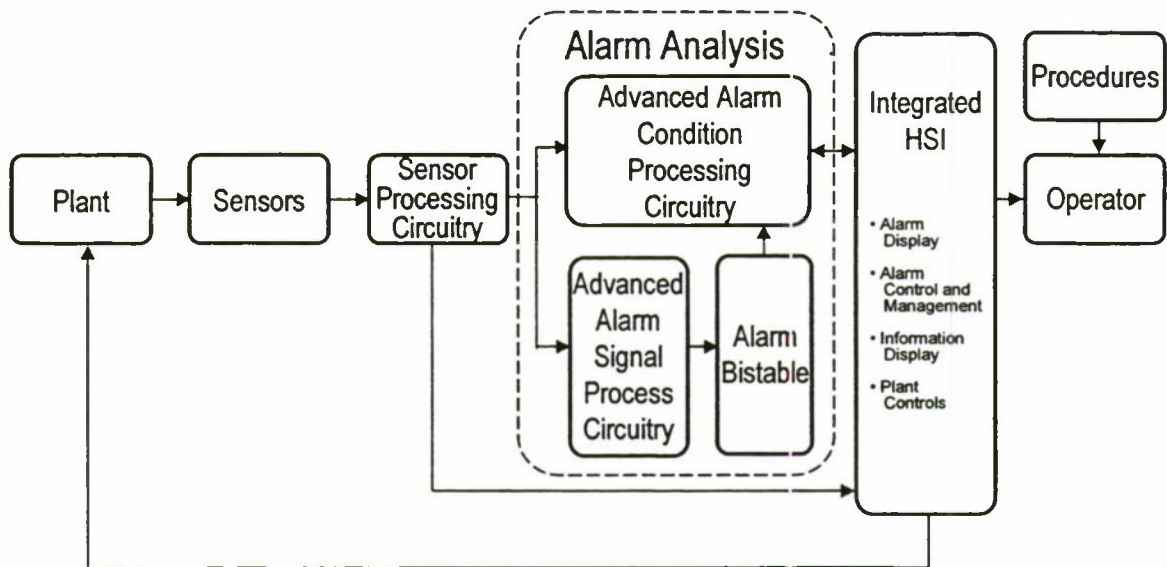 Alarm Analysis
Plant
Sensors
Sensor
Processing
Circuitry
Advanced Alarm
Condition
Processing
Circuitry
Advanced
Alarm
Signal
Process
Circuitry
Alarm
Bistable
Integrated
HSI
• Alarm
Display
• Alarm
Control and
Management
• Information
Display
• Plant
Controls
Procedures
Operator